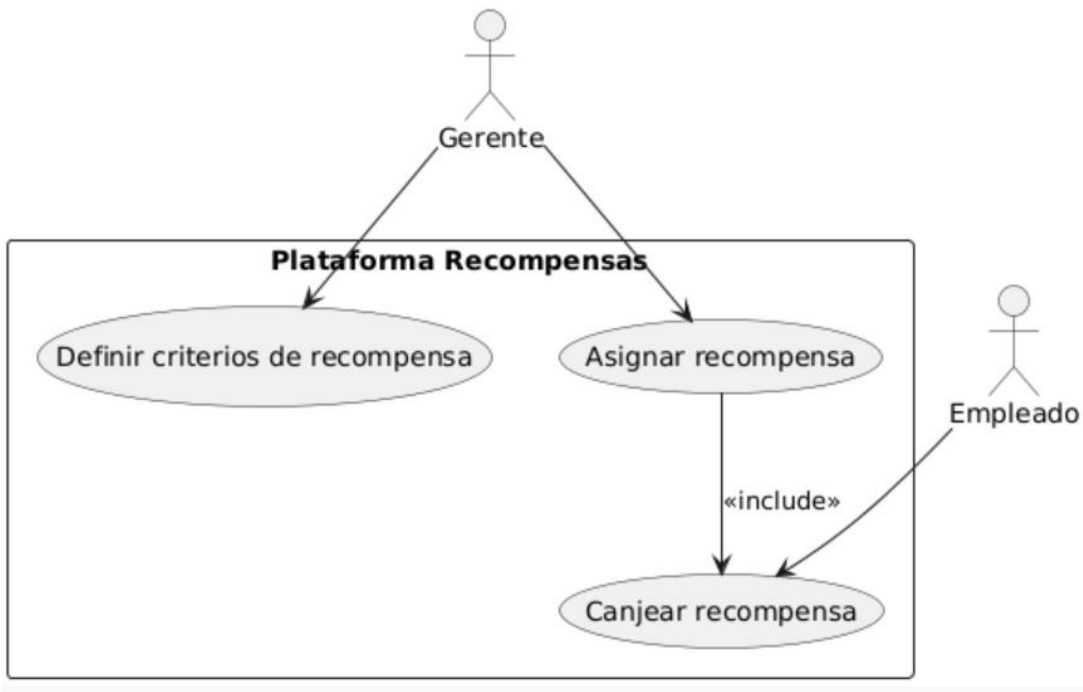 Gerente
Plataforma Recompensas
Definir criterios de recompensa
Asignar recompensa
Empleado
«include»
Canjear recompensa